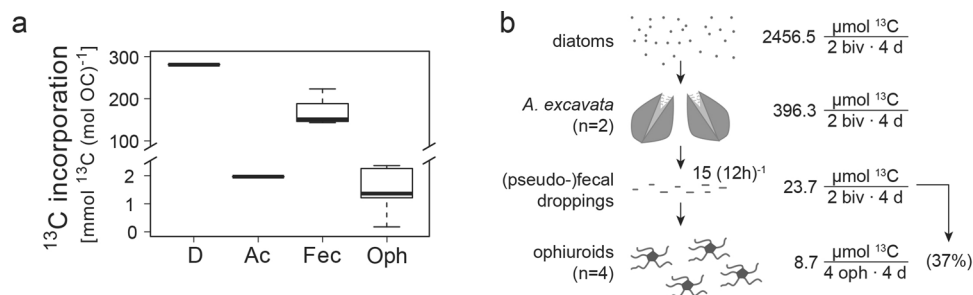 a
¹³C incorporation
[mmol ¹³C (mol OC)⁻¹]
300
200
100
2
1
0
D Ac Fec Oph
b
diatoms
2456.5 µmol ¹³C
2 biv · 4 d
A. excavata
(n=2)
396.3 µmol ¹³C
2 biv · 4 d
15 (12h)⁻¹
(pseudo-)fecal
droppings
23.7 µmol ¹³C
2 biv · 4 d
ophiuroids
(n=4)
8.7 µmol ¹³C
4 oph · 4 d
(37%)